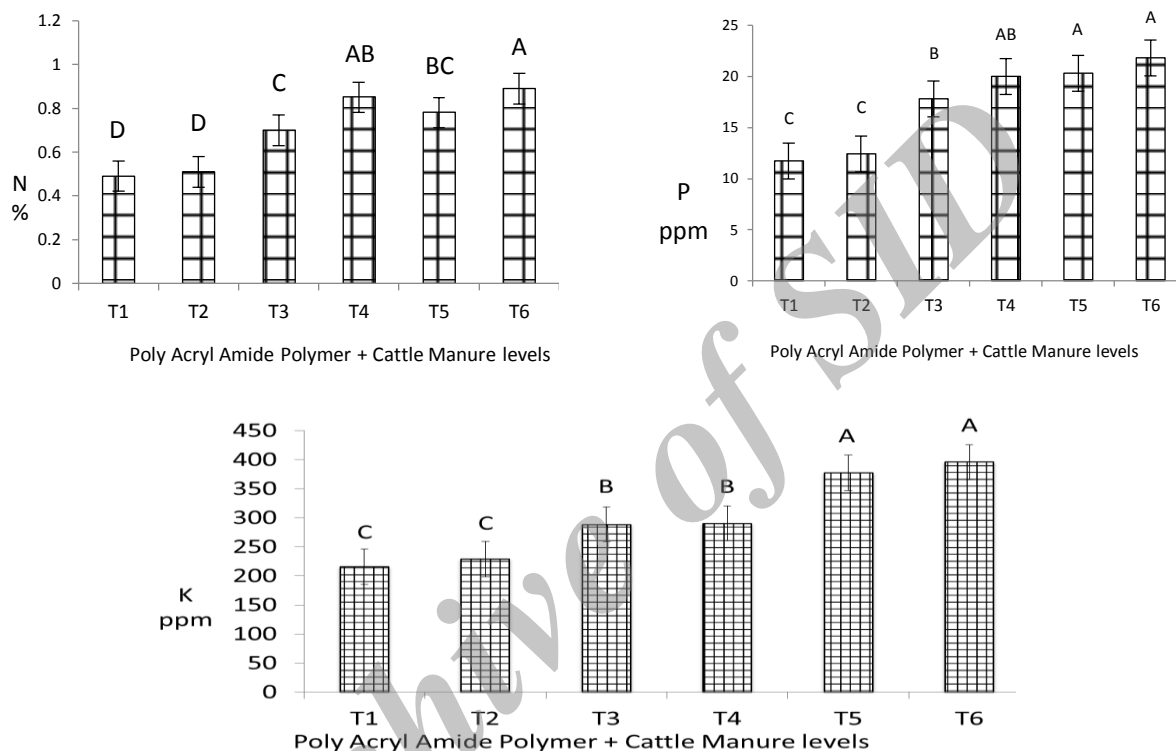 1.2
1
0.8
0.6
0.4
0.2
0
N
%
D
D
C
AB
BC
A
T1
T2
T3
T4
T5
T6
Poly Acryl Amide Polymer + Cattle Manure levels
25
20
15
10
5
0
P
ppm
C
C
B
AB
A
A
T1
T2
T3
T4
T5
T6
Poly Acryl Amide Polymer + Cattle Manure levels
450
400
350
300
250
200
150
100
50
0
K
ppm
C
C
B
B
A
A
T1
T2
T3
T4
T5
T6
Poly Acryl Amide Polymer + Cattle Manure levels
hive of SID